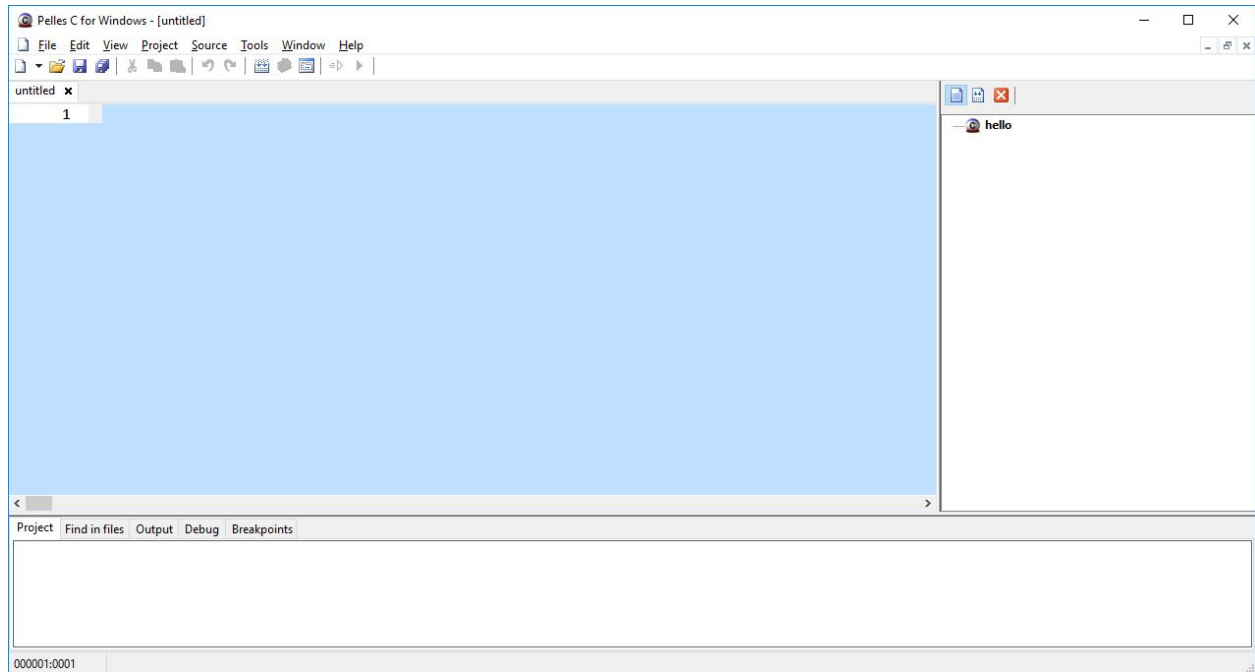 Pelles C for Windows - [untitled]
File Edit View Project Source Tools Window Help
untitled
1
hello
Project Find in files Output Debug Breakpoints
000001:0001